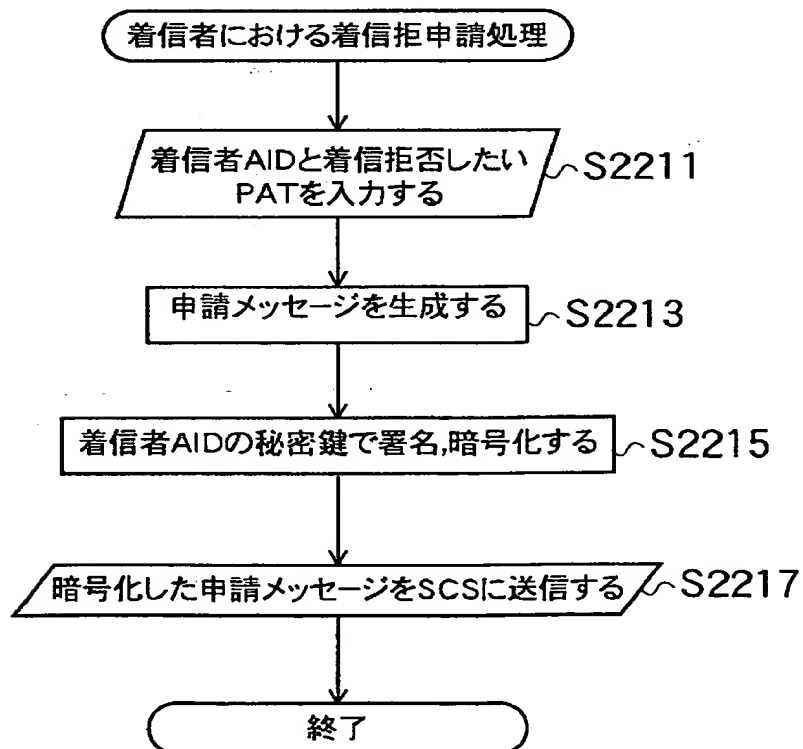 着信者における着信拒申請処理
着信者AIDと着信拒否したい
PATを入力する
S2211
申請メッセージを生成する
S2213
着信者AIDの秘密鍵で署名,暗号化する
S2215
暗号化した申請メッセージをSCSに送信する
S2217
終了